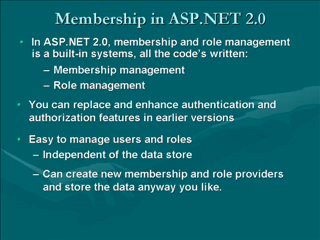 Membership in ASP.NET 2.0
• In ASP.NET 2.0, membership and role management
is a built-in systems, all the code's written:
– Membership management
– Role management
• You can replace and enhance authentication and
authorization features in earlier versions
• Easy to manage users and roles
– Independent of the data store
– Can create new membership and role providers
and store the data anyway you like.